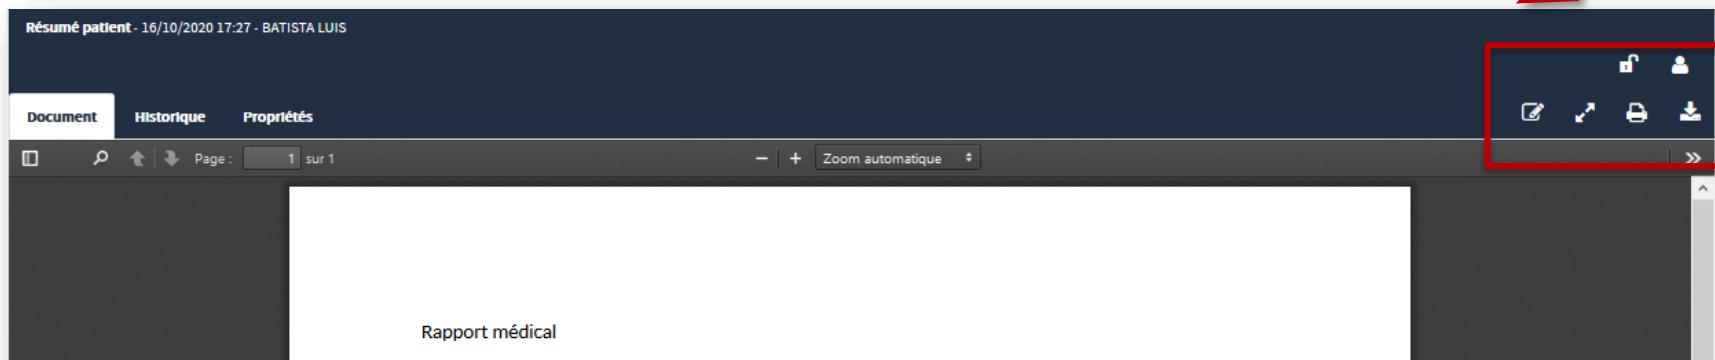 Résumé patient - 16/10/2020 17:27 - BATISTA LUIS
Document Historique Propriétés
Page : 1 sur 1 Zoom automatique
Rapport médical